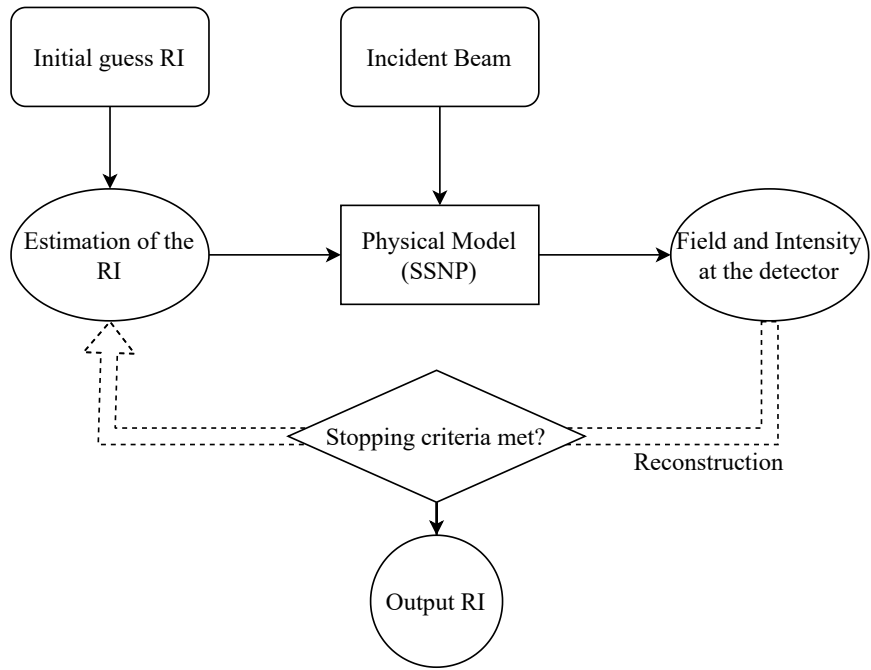 Initial guess RI
Incident Beam
Estimation of the
RI
Physical Model
(SSNP)
Field and Intensity
at the detector
Stopping criteria met?
Reconstruction
Output RI